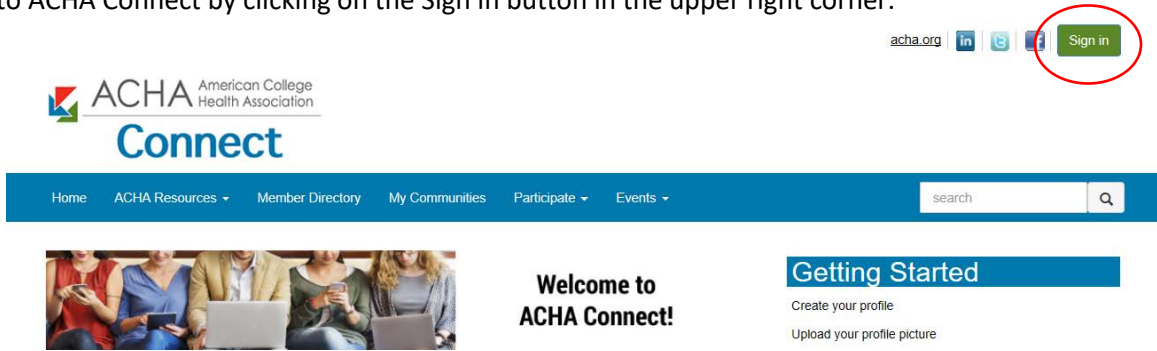 to ACHA Connect by clicking on the Sign in button in the upper right corner.
acha.org in Sign in
ACHA American College
Health Association
Connect
Home ACHA Resources Member Directory My Communities Participate Events search
Welcome to
ACHA Connect!
Getting Started
Create your profile
Upload your profile picture